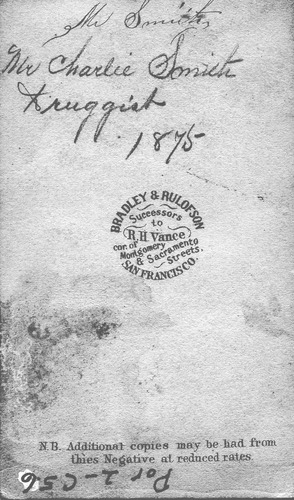 Mr Smith
Mr Charlie Smith
Druggist
1875
BRADLEY & RULOFSON
Successors
to
R.H. Vance
cor. of
Montgomery
& Sacramento
Streets.
SAN FRANCISCO.
N.B. Additional copies may be had from
thies Negative at reduced rates.
Por 2-C56